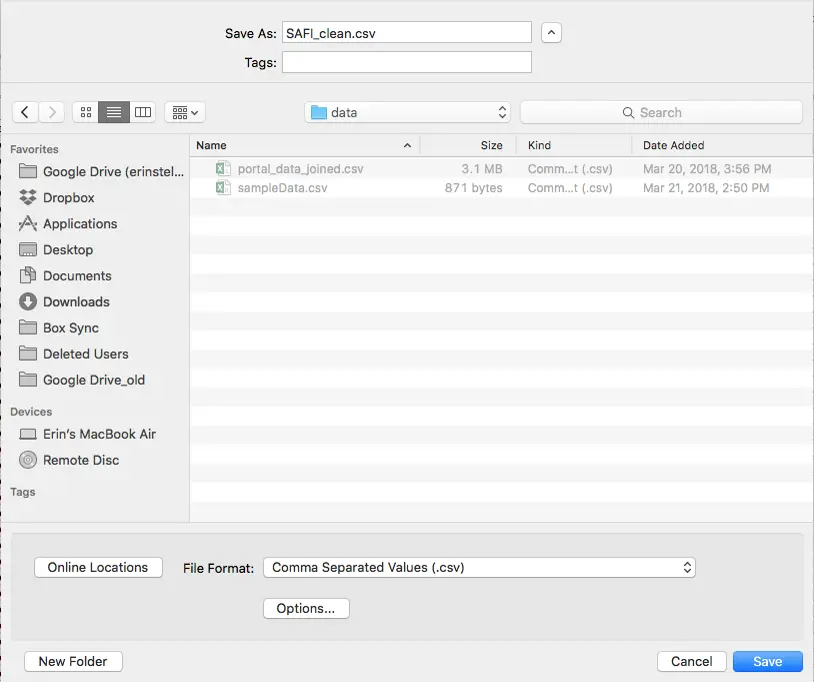 Save As: SAFI_clean.csv
Tags:
data
Search
Favorites
Google Drive (erinstel...
Dropbox
Applications
Desktop
Documents
Downloads
Box Sync
Deleted Users
Google Drive_old
Devices
Erin's MacBook Air
Remote Disc
Tags
Name Size Kind Date Added
portal_data_joined.csv 3.1 MB Comm...t (.csv) Mar 20, 2018, 3:56 PM
sampleData.csv 871 bytes Comm...t (.csv) Mar 21, 2018, 2:50 PM
Online Locations File Format: Comma Separated Values (.csv)
Options...
New Folder Cancel Save